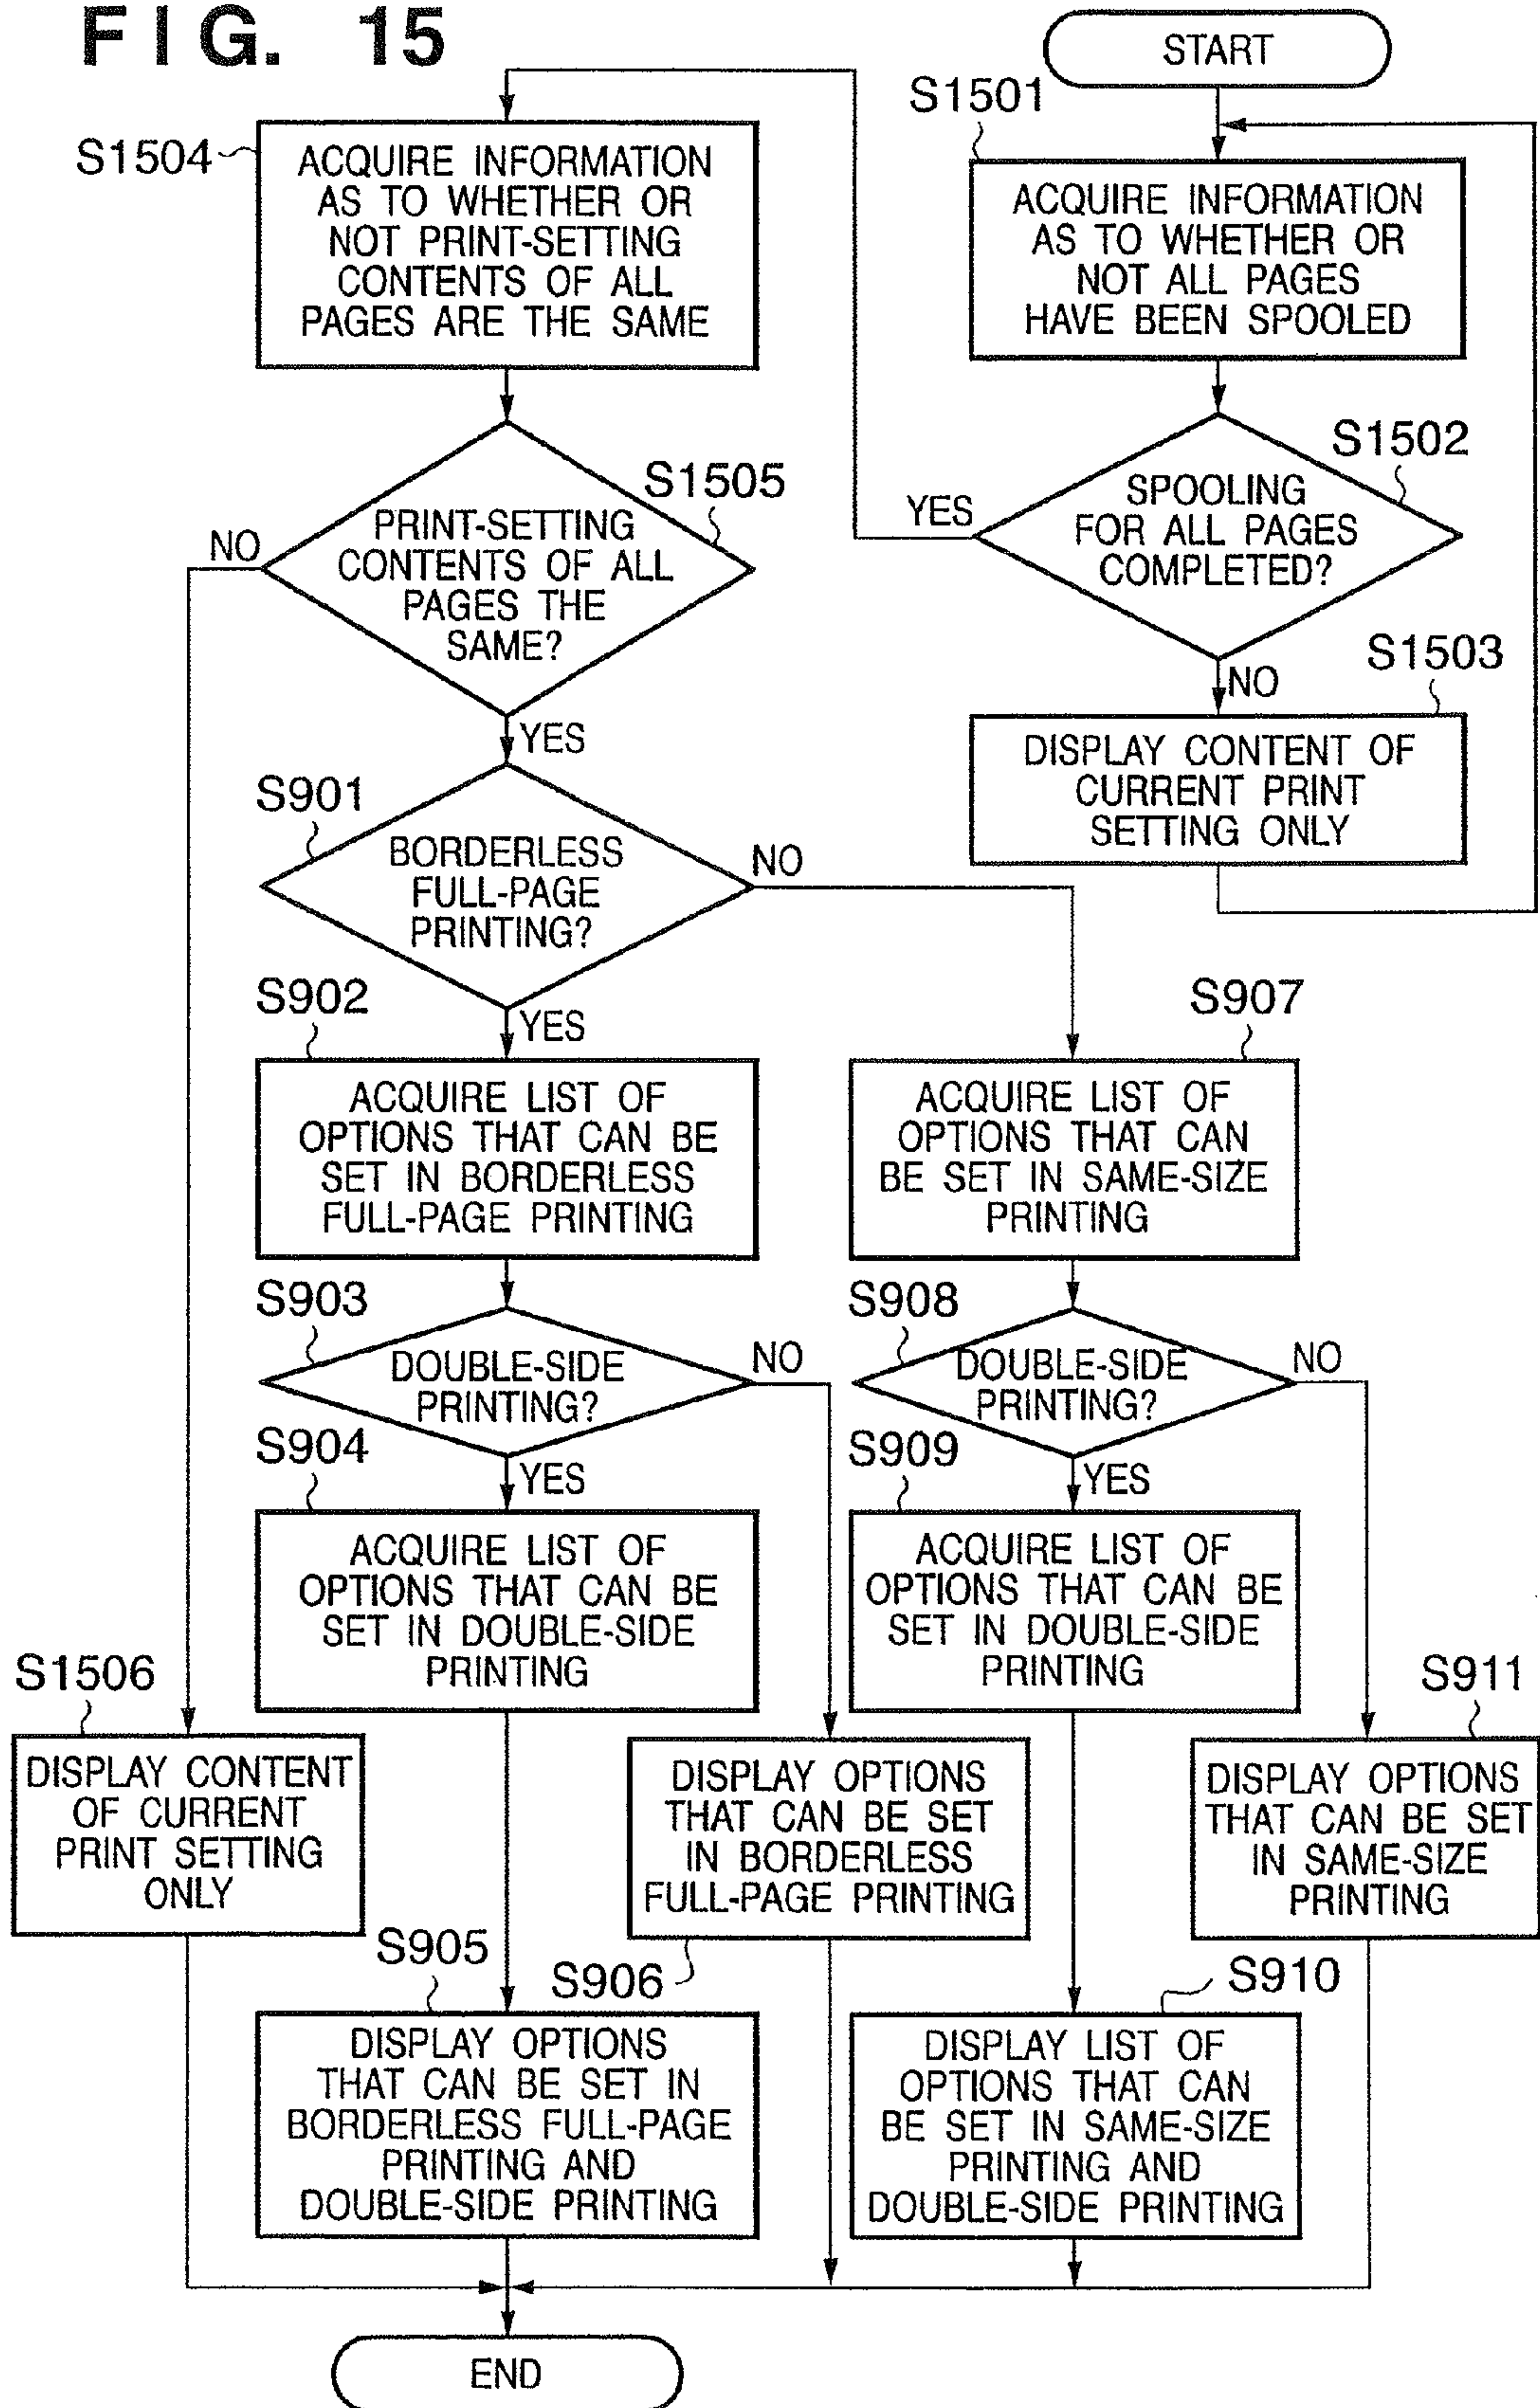 FIG. 15
START
S1501
ACQUIRE INFORMATION
AS TO WHETHER OR
NOT ALL PAGES
HAVE BEEN SPOOLED
S1502
SPOOLING
FOR ALL PAGES
COMPLETED?
YES
NO
S1503
DISPLAY CONTENT OF
CURRENT PRINT
SETTING ONLY
S1504
ACQUIRE INFORMATION
AS TO WHETHER OR
NOT PRINT-SETTING
CONTENTS OF ALL
PAGES ARE THE SAME
S1505
PRINT-SETTING
CONTENTS OF ALL
PAGES THE
SAME?
NO
YES
S901
BORDERLESS
FULL-PAGE
PRINTING?
NO
YES
S902
ACQUIRE LIST OF
OPTIONS THAT CAN BE
SET IN BORDERLESS
FULL-PAGE PRINTING
S907
ACQUIRE LIST OF
OPTIONS THAT CAN
BE SET IN SAME-SIZE
PRINTING
S903
DOUBLE-SIDE
PRINTING?
NO
YES
S908
DOUBLE-SIDE
PRINTING?
NO
YES
S904
ACQUIRE LIST OF
OPTIONS THAT CAN BE
SET IN DOUBLE-SIDE
PRINTING
S909
ACQUIRE LIST OF
OPTIONS THAT CAN BE
SET IN DOUBLE-SIDE
PRINTING
S1506
DISPLAY CONTENT
OF CURRENT
PRINT SETTING
ONLY
S906
DISPLAY OPTIONS
THAT CAN BE SET
IN BORDERLESS
FULL-PAGE PRINTING
S911
DISPLAY OPTIONS
THAT CAN BE SET
IN SAME-SIZE
PRINTING
S905
DISPLAY OPTIONS
THAT CAN BE SET IN
BORDERLESS FULL-PAGE
PRINTING AND
DOUBLE-SIDE PRINTING
S910
DISPLAY LIST OF
OPTIONS THAT CAN
BE SET IN SAME-SIZE
PRINTING AND
DOUBLE-SIDE PRINTING
END